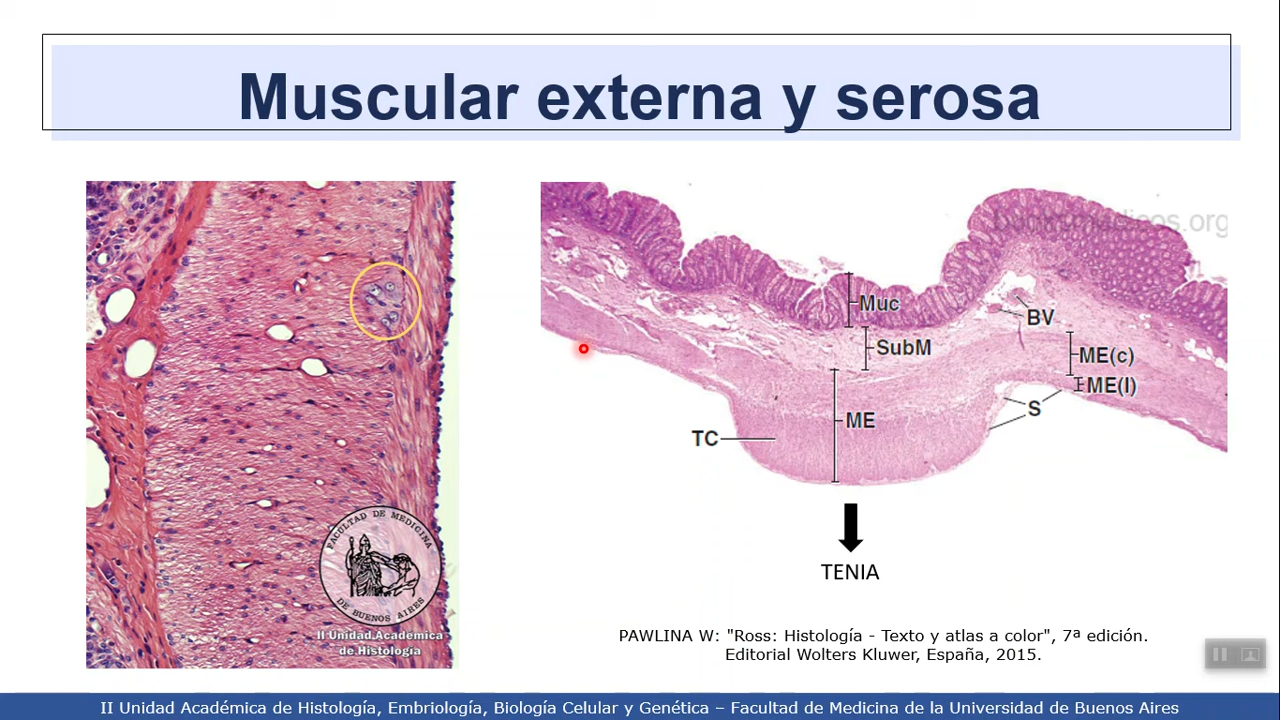 Muscular externa y serosa
FACULTAD DE MEDICINA
DE BUENOS AIRES
II Unidad Académica
de Histología
Muc
SubM
BV
ME(c)
ME(l)
S
ME
TC
TENIA
PAWLINA W: "Ross: Histología - Texto y atlas a color", 7ª edición.
Editorial Wolters Kluwer, España, 2015.
II Unidad Académica de Histología, Embriología, Biología Celular y Genética – Facultad de Medicina de la Universidad de Buenos Aires